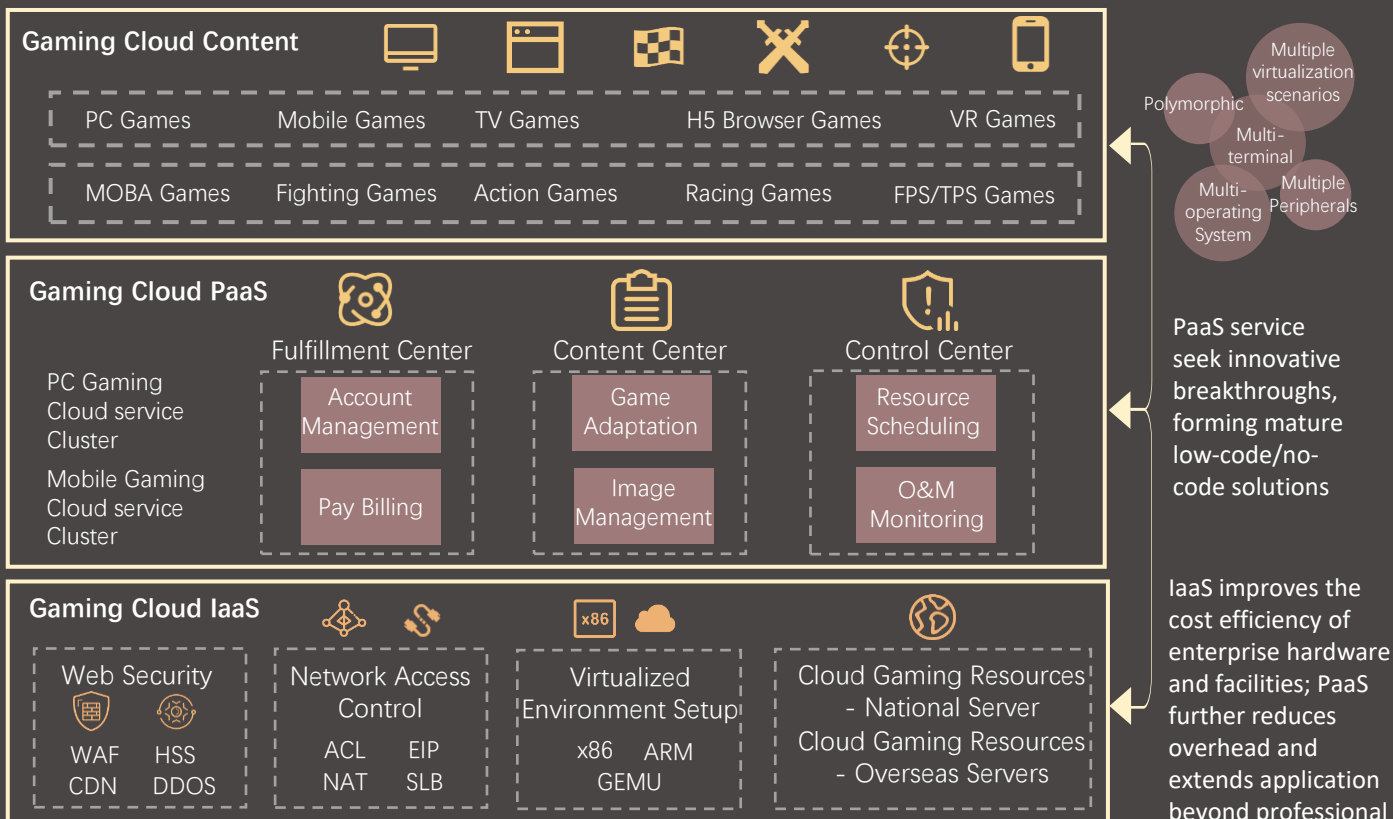 Gaming Cloud Content
PC Games Mobile Games TV Games H5 Browser Games VR Games
MOBA Games Fighting Games Action Games Racing Games FPS/TPS Games
Polymorphic
Multiple
virtualization
scenarios
Multi-
terminal
Multi-
operating
System
Multiple
Peripherals
Gaming Cloud PaaS
Fulfillment Center
Content Center
Control Center
PC Gaming
Cloud service
Cluster
Mobile Gaming
Cloud service
Cluster
Account
Management
Pay Billing
Game
Adaptation
Image
Management
Resource
Scheduling
O&M
Monitoring
PaaS service
seek innovative
breakthroughs,
forming mature
low-code/no-
code solutions
Gaming Cloud IaaS
x86
Web Security
WAF HSS
CDN DDOS
Network Access
Control
ACL EIP
NAT SLB
Virtualized
Environment Setup
x86 ARM
GEMU
Cloud Gaming Resources
- National Server
Cloud Gaming Resources
- Overseas Servers
IaaS improves the
cost efficiency of
enterprise hardware
and facilities; PaaS
further reduces
overhead and
extends application
beyond professional